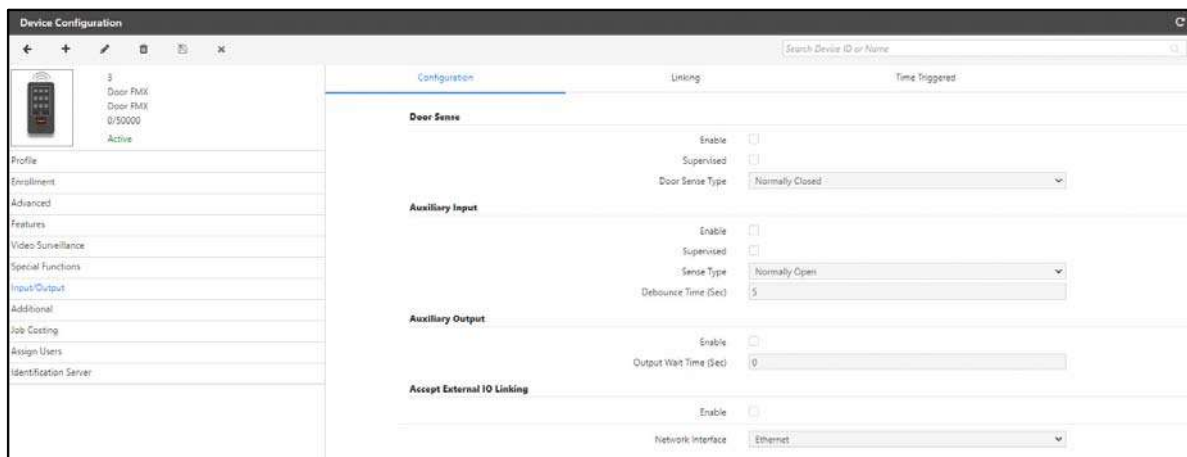 Device Configuration
Search Device ID or Name
3
Door FMX
Door FMX
0/50000
Active
Profile
Enrollment
Advanced
Features
Video Surveillance
Special Functions
Input/Output
Additional
Job Costing
Assign Users
Identification Server
Configuration Linking Time Triggered
Door Sense
Enable
Supervised
Door Sense Type Normally Closed
Auxiliary Input
Enable
Supervised
Sense Type Normally Open
Debounce Time (Sec) 5
Auxiliary Output
Enable
Output Wait Time (Sec) 0
Accept External IO Linking
Enable
Network Interface Ethernet